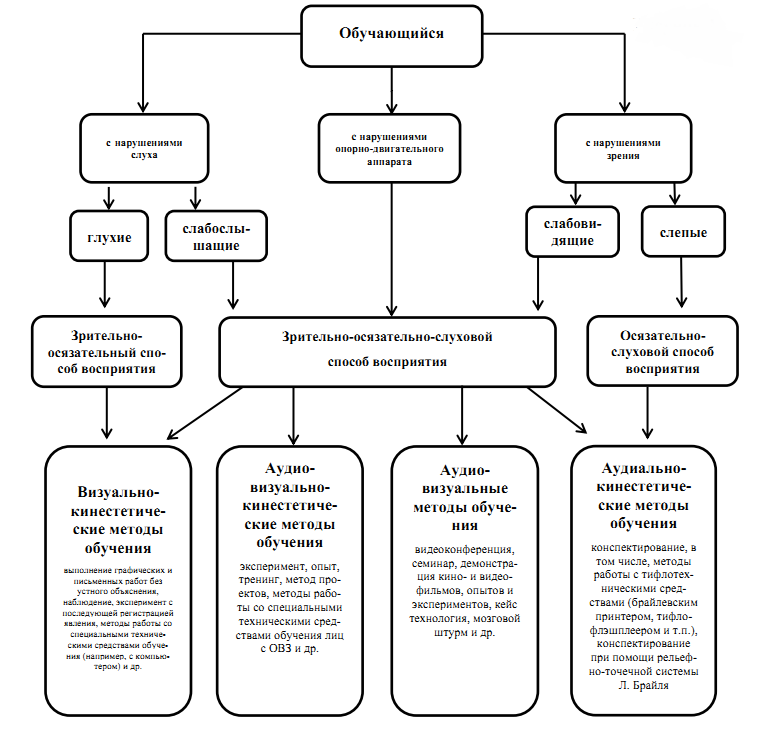 Обучающийся
с нарушениями
слуха
с нарушениями
опорно-двигательного
аппарата
с нарушениями
зрения
глухие
слабослы-
шащие
слабови-
дящие
слепые
Зрительно-
осязательный спо-
соб восприятия
Зрительно-осязательно-слуховой
способ восприятия
Осязательно-
слуховой способ
восприятия
Визуально-
кинестетиче-
ские методы
обучения
выполнение графических и
письменных работ без
устного объяснения,
наблюдение, эксперимент с
последующей регистрацией
явления, методы работы со
специальными техниче-
скими средствами обуче-
ния (например, с компью-
тером) и др.
Аудио-
визуально-
кинестетиче-
ские методы
обучения
эксперимент, опыт,
тренинг, метод про-
ектов, методы рабо-
ты со специальными
техническими сред-
ствами обучения лиц
с ОВЗ и др.
Аудио-
визуальные
методы обуче-
ния
видеоконференция,
семинар, демонстра-
ция кино- и видео-
фильмов, опытов и
экспериментов, кейс
технология, мозговой
штурм и др.
Аудиально-
кинестетиче-
ские методы
обучения
конспектирование, в
том числе, методы
работы с тифлотех-
ническими сред-
ствами (брайлевским
принтером, тифло-
флэшплеером и т.п.),
конспектирование
при помощи рельеф-
но-точечной системы
Л. Брайля